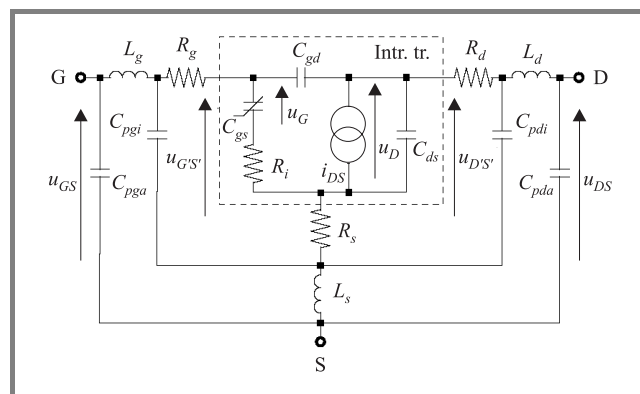 L_g
R_g
C_gd
Intr. tr.
R_d
L_d
G
D
C_gs
u_G
u_D
C_ds
C_pgi
u_G'S'
u_D'S'
C_pdi
R_i
i_DS
u_GS
C_pga
C_pda
u_DS
R_s
L_s
S